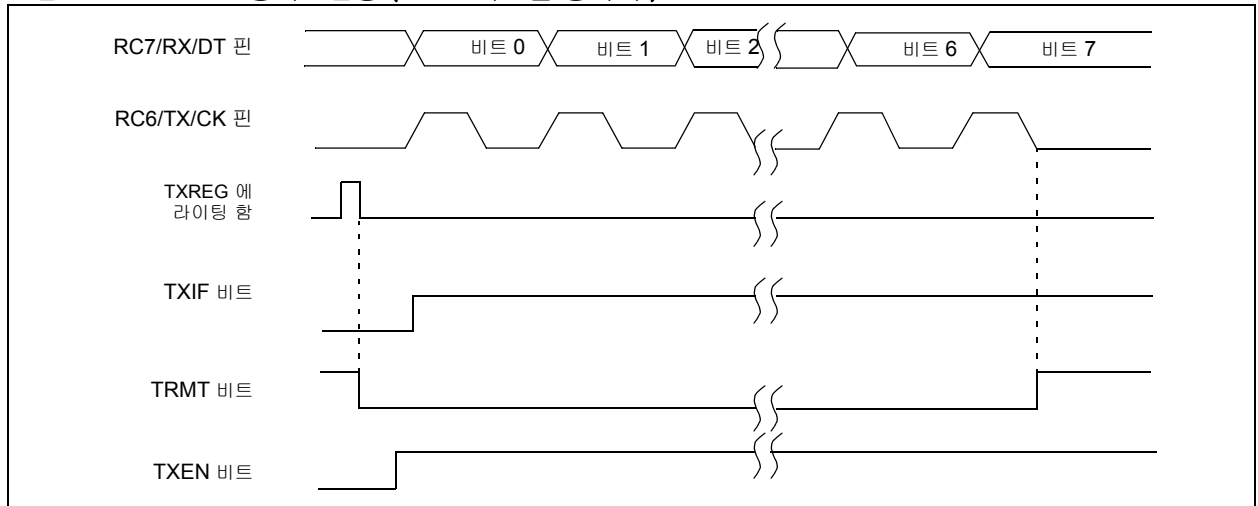 RC7/RX/DT 핀
비트 0
비트 1
비트 2
비트 6
비트 7
RC6/TX/CK 핀
TXREG 에
라이팅 함
TXIF 비트
TRMT 비트
TXEN 비트